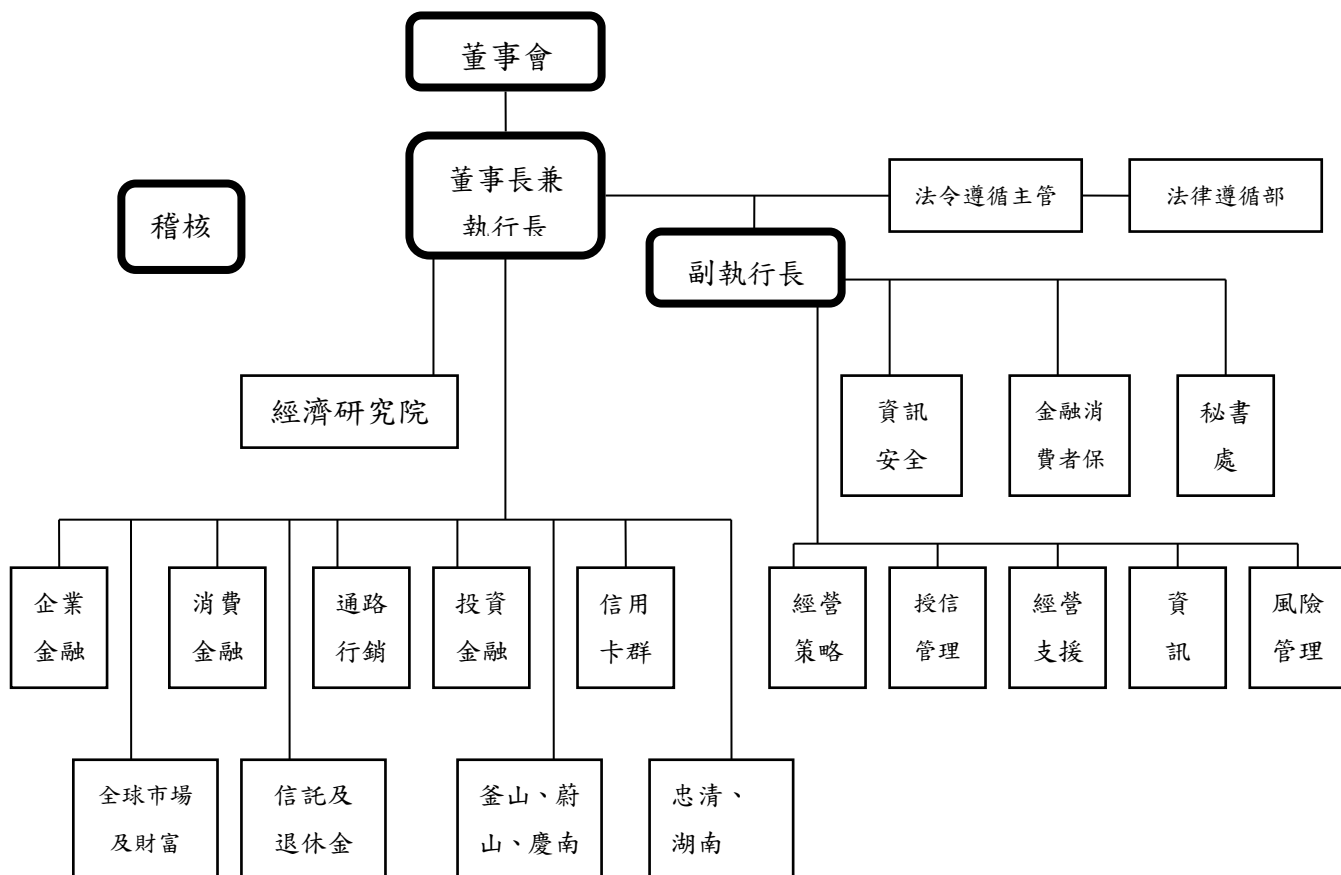 董事會
董事長兼
執行長
稽核
法令遵循主管
法律遵循部
副執行長
經濟研究院
資訊
安全
金融消
費者保
秘書
處
企業
金融
消費
金融
通路
行銷
投資
金融
信用
卡群
經營
策略
授信
管理
經營
支援
資
訊
風險
管理
全球市場
及財富
信託及
退休金
釜山、蔚
山、慶南
忠清、
湖南